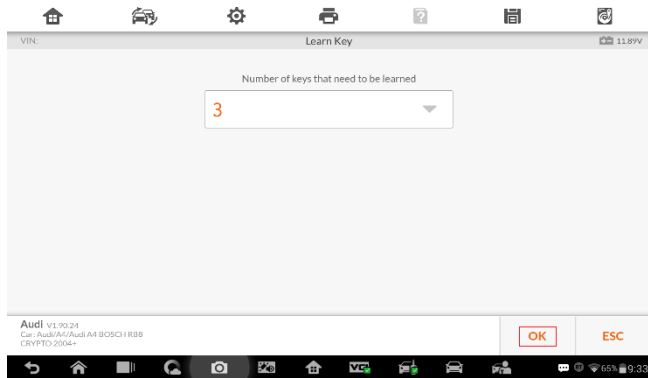 VIN:
Learn Key
11.89V
Number of keys that need to be learned
3
Audi V1.90.24
Car: Audi/A4/Audi A4 BOSCH RB8
CRYPTO 2004+
OK
ESC
VCI
65%
9:33